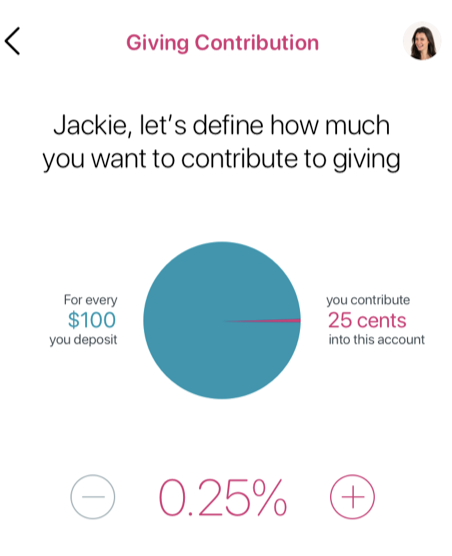 Giving Contribution
Jackie, let's define how much
you want to contribute to giving
For every
$100
you deposit
you contribute
25 cents
into this account
0.25%